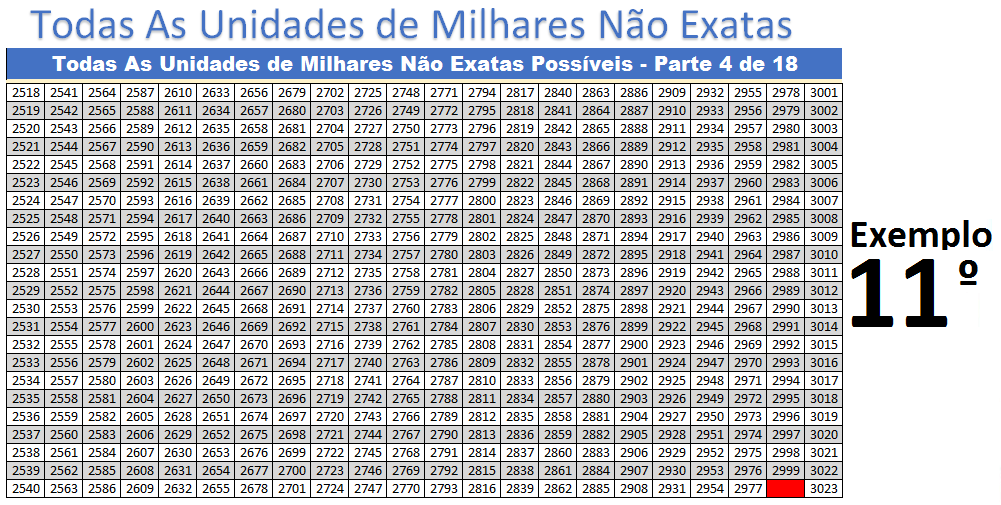 Todas As Unidades de Milhares Não Exatas
Todas As Unidades de Milhares Não Exatas Possíveis - Parte 4 de 18
2518 2541 2564 2587 2610 2633 2656 2679 2702 2725 2748 2771 2794 2817 2840 2863 2886 2909 2932 2955 2978 3001
2519 2542 2565 2588 2611 2634 2657 2680 2703 2726 2749 2772 2795 2818 2841 2864 2887 2910 2933 2956 2979 3002
2520 2543 2566 2589 2612 2635 2658 2681 2704 2727 2750 2773 2796 2819 2842 2865 2888 2911 2934 2957 2980 3003
2521 2544 2567 2590 2613 2636 2659 2682 2705 2728 2751 2774 2797 2820 2843 2866 2889 2912 2935 2958 2981 3004
2522 2545 2568 2591 2614 2637 2660 2683 2706 2729 2752 2775 2798 2821 2844 2867 2890 2913 2936 2959 2982 3005
2523 2546 2569 2592 2615 2638 2661 2684 2707 2730 2753 2776 2799 2822 2845 2868 2891 2914 2937 2960 2983 3006
2524 2547 2570 2593 2616 2639 2662 2685 2708 2731 2754 2777 2800 2823 2846 2869 2892 2915 2938 2961 2984 3007
2525 2548 2571 2594 2617 2640 2663 2686 2709 2732 2755 2778 2801 2824 2847 2870 2893 2916 2939 2962 2985 3008
2526 2549 2572 2595 2618 2641 2664 2687 2710 2733 2756 2779 2802 2825 2848 2871 2894 2917 2940 2963 2986 3009
2527 2550 2573 2596 2619 2642 2665 2688 2711 2734 2757 2780 2803 2826 2849 2872 2895 2918 2941 2964 2987 3010
2528 2551 2574 2597 2620 2643 2666 2689 2712 2735 2758 2781 2804 2827 2850 2873 2896 2919 2942 2965 2988 3011
2529 2552 2575 2598 2621 2644 2667 2690 2713 2736 2759 2782 2805 2828 2851 2874 2897 2920 2943 2966 2989 3012
2530 2553 2576 2599 2622 2645 2668 2691 2714 2737 2760 2783 2806 2829 2852 2875 2898 2921 2944 2967 2990 3013
2531 2554 2577 2600 2623 2646 2669 2692 2715 2738 2761 2784 2807 2830 2853 2876 2899 2922 2945 2968 2991 3014
2532 2555 2578 2601 2624 2647 2670 2693 2716 2739 2762 2785 2808 2831 2854 2877 2900 2923 2946 2969 2992 3015
2533 2556 2579 2602 2625 2648 2671 2694 2717 2740 2763 2786 2809 2832 2855 2878 2901 2924 2947 2970 2993 3016
2534 2557 2580 2603 2626 2649 2672 2695 2718 2741 2764 2787 2810 2833 2856 2879 2902 2925 2948 2971 2994 3017
2535 2558 2581 2604 2627 2650 2673 2696 2719 2742 2765 2788 2811 2834 2857 2880 2903 2926 2949 2972 2995 3018
2536 2559 2582 2605 2628 2651 2674 2697 2720 2743 2766 2789 2812 2835 2858 2881 2904 2927 2950 2973 2996 3019
2537 2560 2583 2606 2629 2652 2675 2698 2721 2744 2767 2790 2813 2836 2859 2882 2905 2928 2951 2974 2997 3020
2538 2561 2584 2607 2630 2653 2676 2699 2722 2745 2768 2791 2814 2837 2860 2883 2906 2929 2952 2975 2998 3021
2539 2562 2585 2608 2631 2654 2677 2700 2723 2746 2769 2792 2815 2838 2861 2884 2907 2930 2953 2976 2999 3022
2540 2563 2586 2609 2632 2655 2678 2701 2724 2747 2770 2793 2816 2839 2862 2885 2908 2931 2954 2977 3023
Exemplo
11º